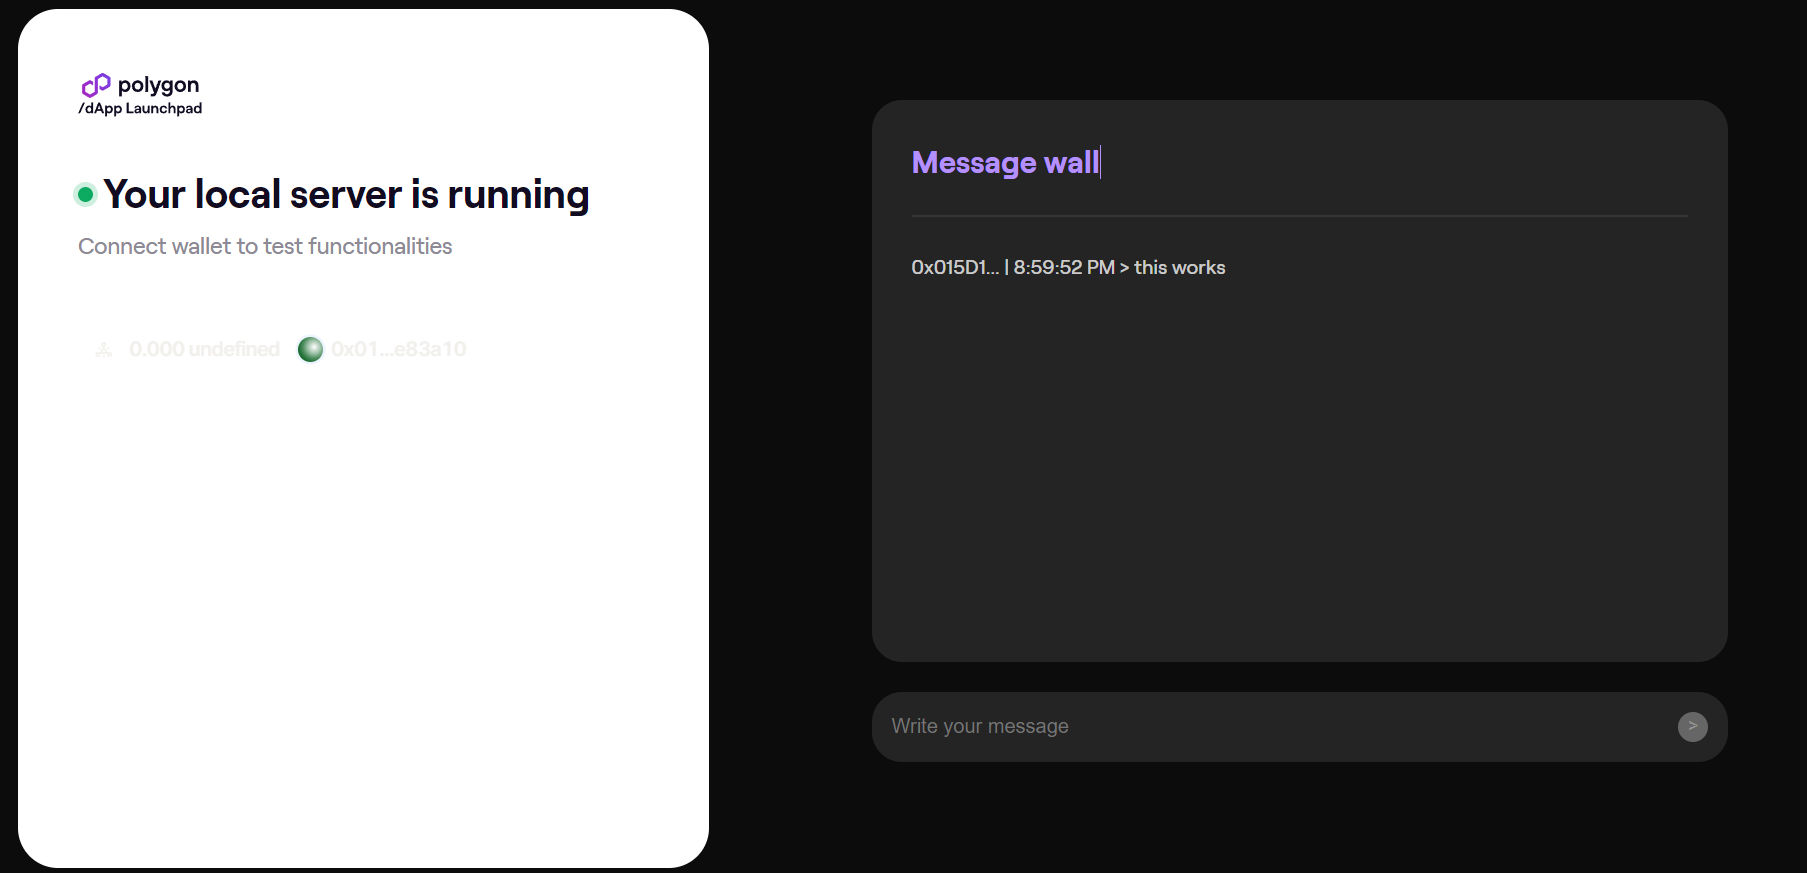 polygon
/dApp Launchpad
Your local server is running
Connect wallet to test functionalities
0.000 undefined 0x01...e83a10
Message wall
0x015D1... | 8:59:52 PM > this works
Write your message
>